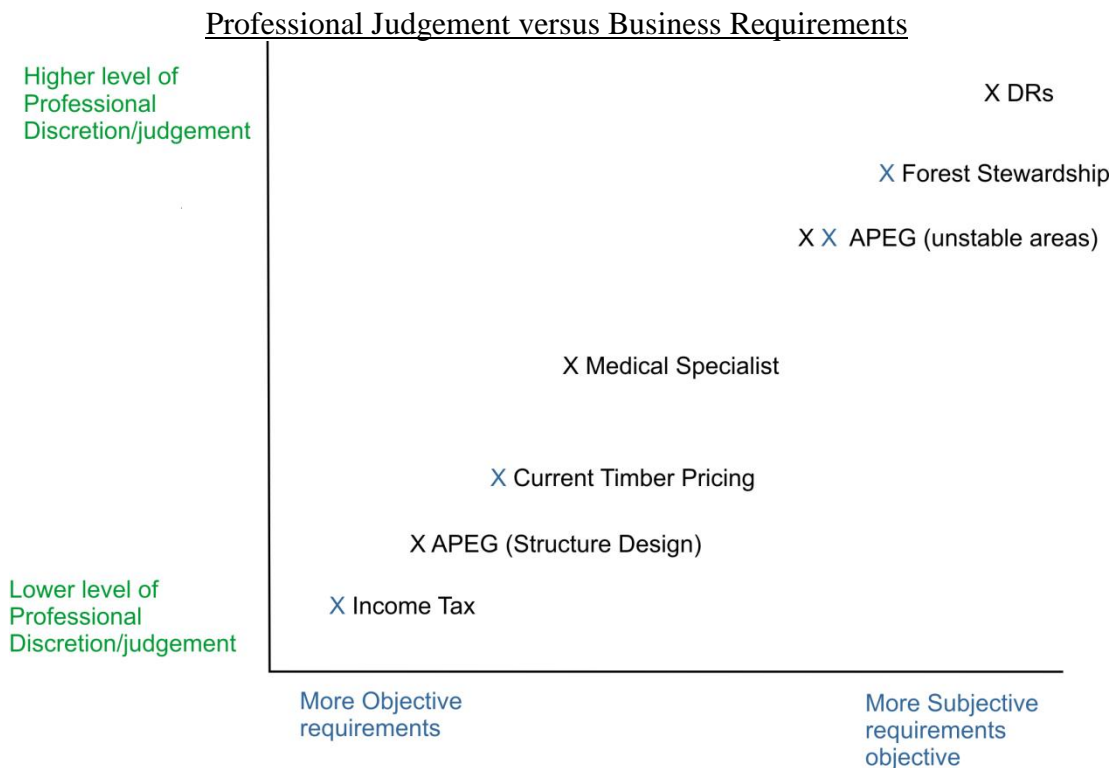 Professional Judgement versus Business Requirements
Higher level of
Professional
Discretion/judgement
X DRs
X Forest Stewardship
X X APEG (unstable areas)
X Medical Specialist
X Current Timber Pricing
X APEG (Structure Design)
X Income Tax
Lower level of
Professional
Discretion/judgement
More Objective
requirements
More Subjective
requirements
objective